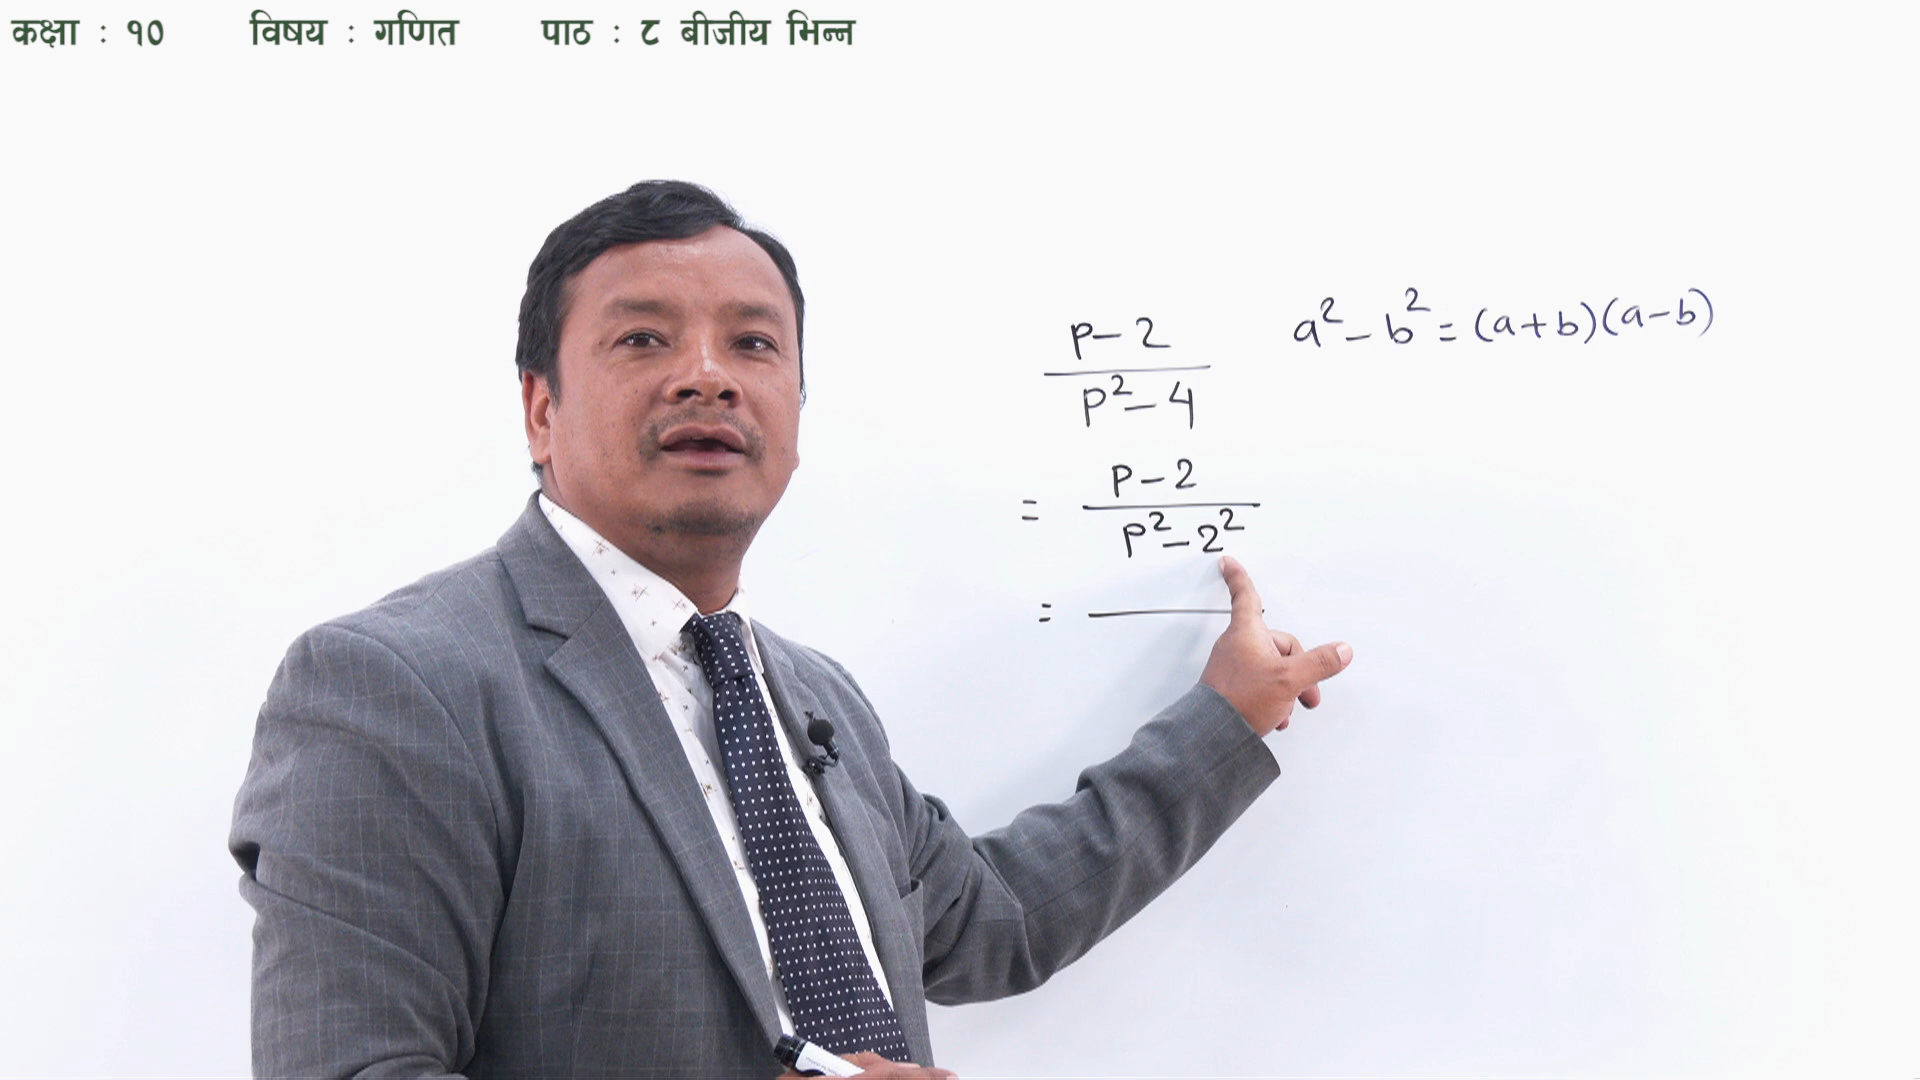 कक्षा : १० विषय : गणित पाठ : ८ बीजीय भिन्न
P-2
P²-4
a²-b²=(a+b)(a-b)
= P-2
P²-2²
=